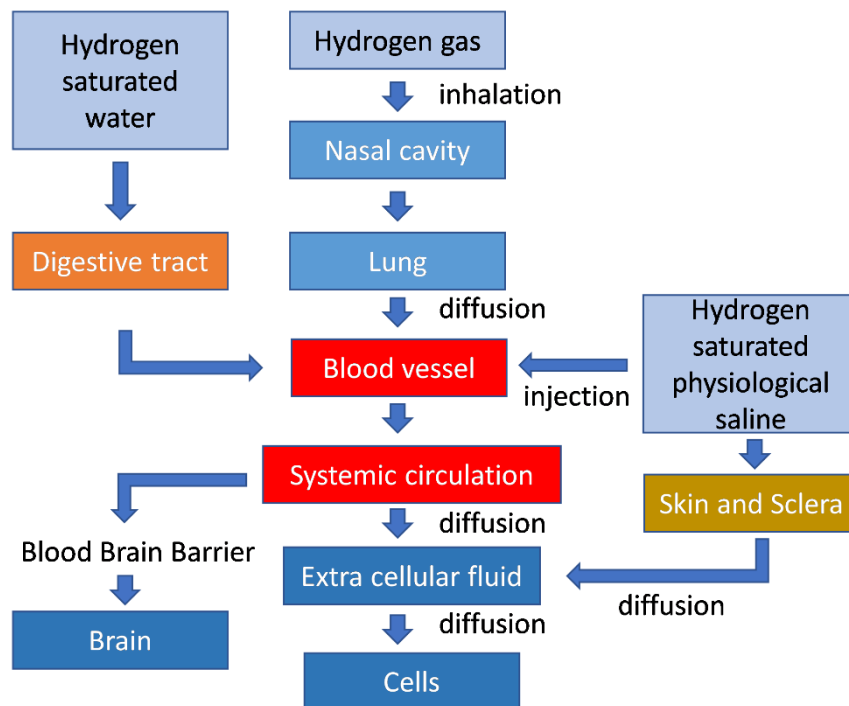 Hydrogen
saturated
water
Hydrogen gas
inhalation
Nasal cavity
Digestive tract
Lung
diffusion
Hydrogen
saturated
physiological
saline
Blood vessel
injection
Systemic circulation
Skin and Sclera
diffusion
Blood Brain Barrier
Extra cellular fluid
diffusion
diffusion
Brain
Cells